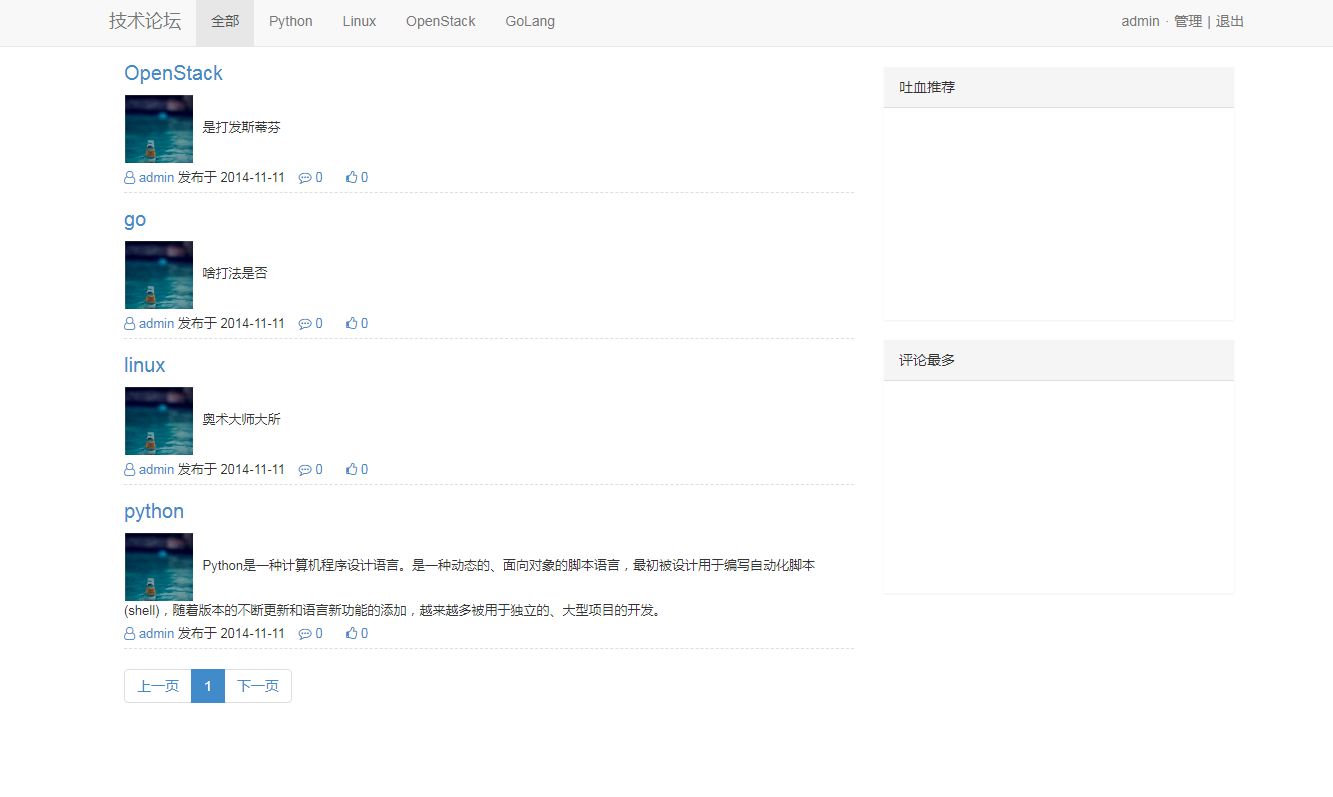 技术论坛 全部 Python Linux OpenStack GoLang admin · 管理 | 退出
OpenStack
是打发斯蒂芬
admin 发布于 2014-11-11 0 0
go
啥打法是否
admin 发布于 2014-11-11 0 0
linux
奥术大师大所
admin 发布于 2014-11-11 0 0
python
Python是一种计算机程序设计语言。是一种动态的、面向对象的脚本语言，最初被设计用于编写自动化脚本
(shell)，随着版本的不断更新和语言新功能的添加，越来越多被用于独立的、大型项目的开发。
admin 发布于 2014-11-11 0 0
上一页 1 下一页
吐血推荐
评论最多